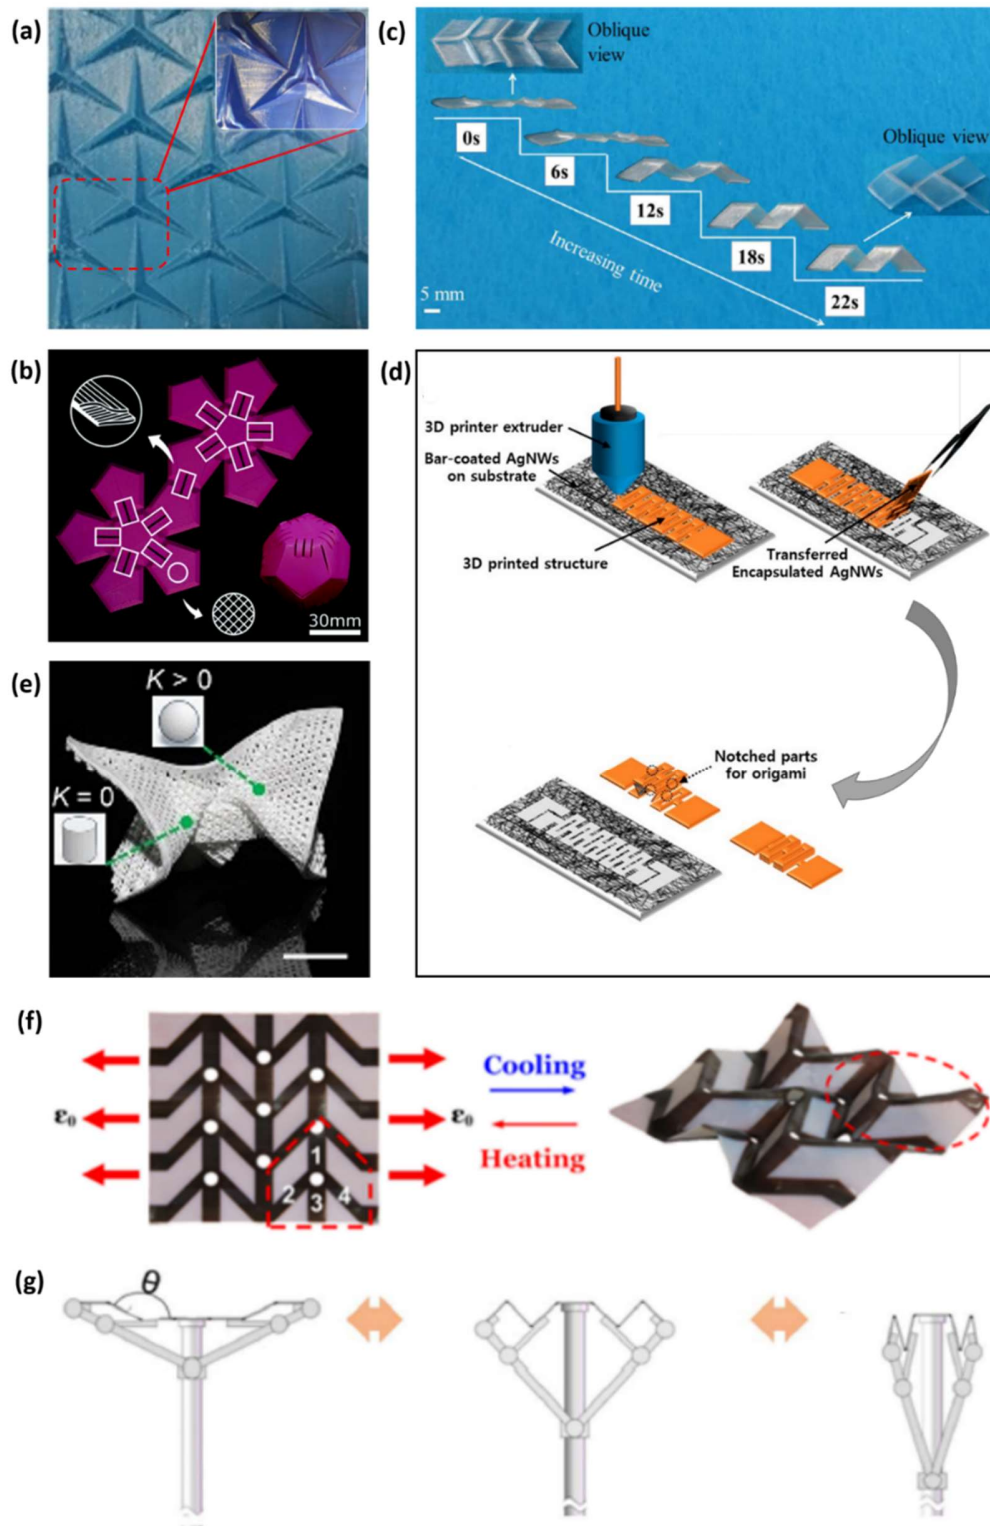 (a)
(c)
Oblique
view
0s
6s
12s
18s
22s
Oblique view
Increasing time
5 mm
(b)
30mm
(d)
3D printer extruder
Bar-coated AgNWs
on substrate
3D printed structure
Transferred
Encapsulated AgNWs
Notched parts
for origami
(e)
K > 0
K = 0
(f)
ε₀
ε₀
1
2
3
4
Cooling
Heating
(g)
θ